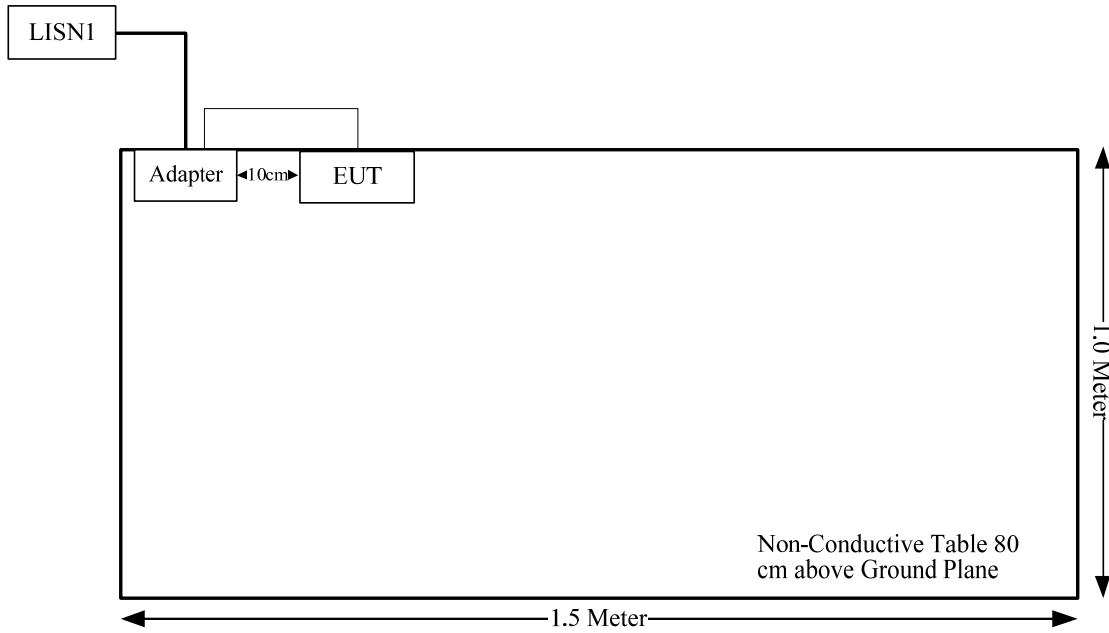 LISN1
Adapter
10cm
EUT
1.0 Meter
Non-Conductive Table 80
cm above Ground Plane
1.5 Meter